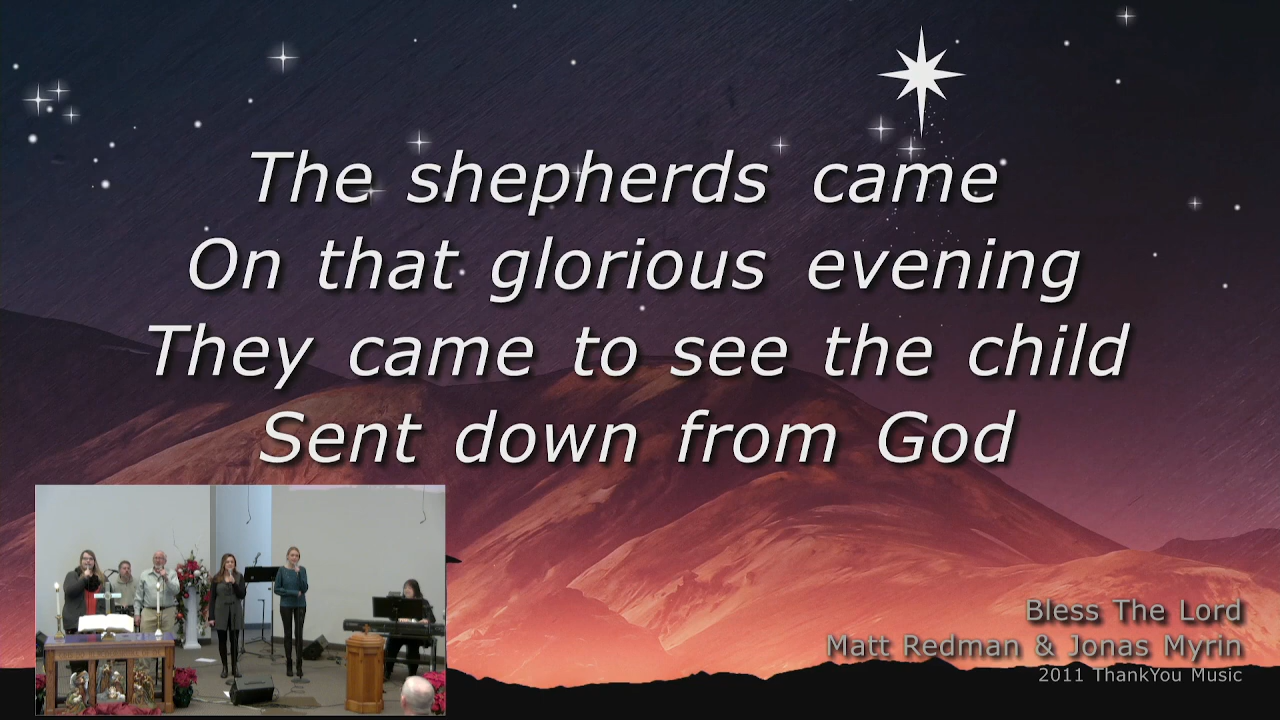 The shepherds came
On that glorious evening
They came to see the child
Sent down from God
Bless The Lord
Matt Redman & Jonas Myrin
2011 ThankYou Music